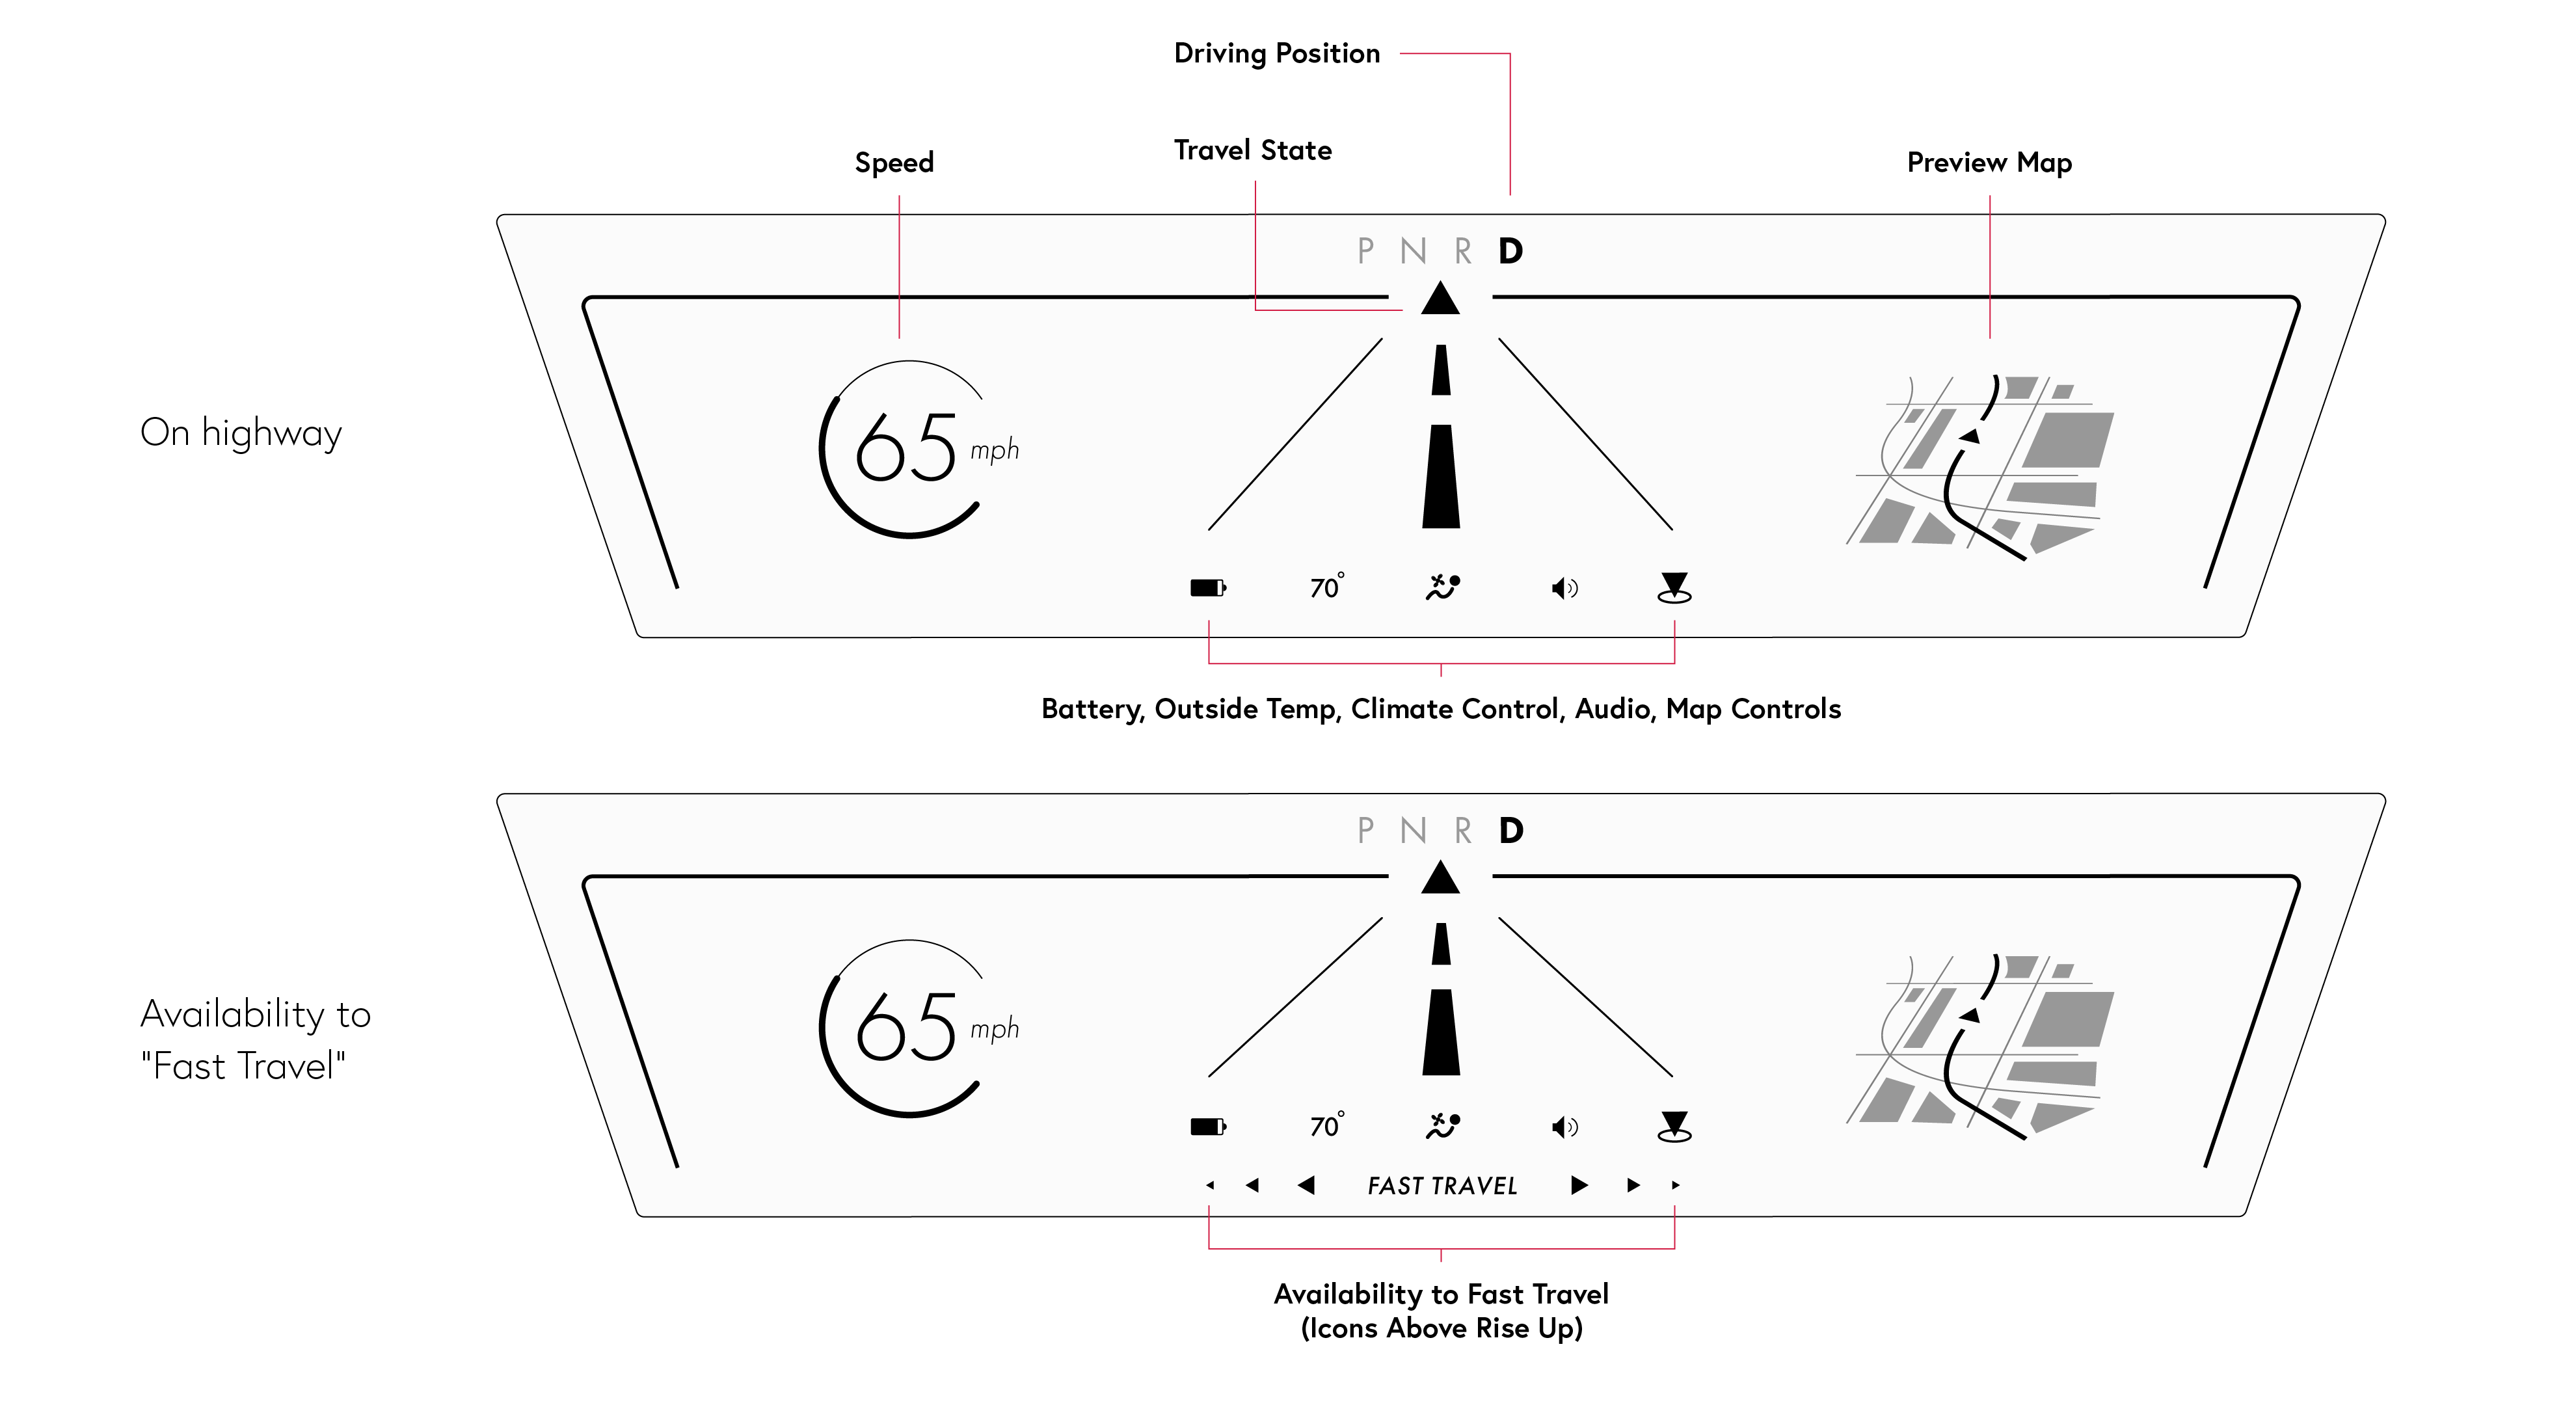 Driving Position
Travel State
Speed
Preview Map
P N R D
On highway
65 mph
70°
Battery, Outside Temp, Climate Control, Audio, Map Controls
P N R D
Availability to
"Fast Travel"
65 mph
70°
FAST TRAVEL
Availability to Fast Travel
(Icons Above Rise Up)